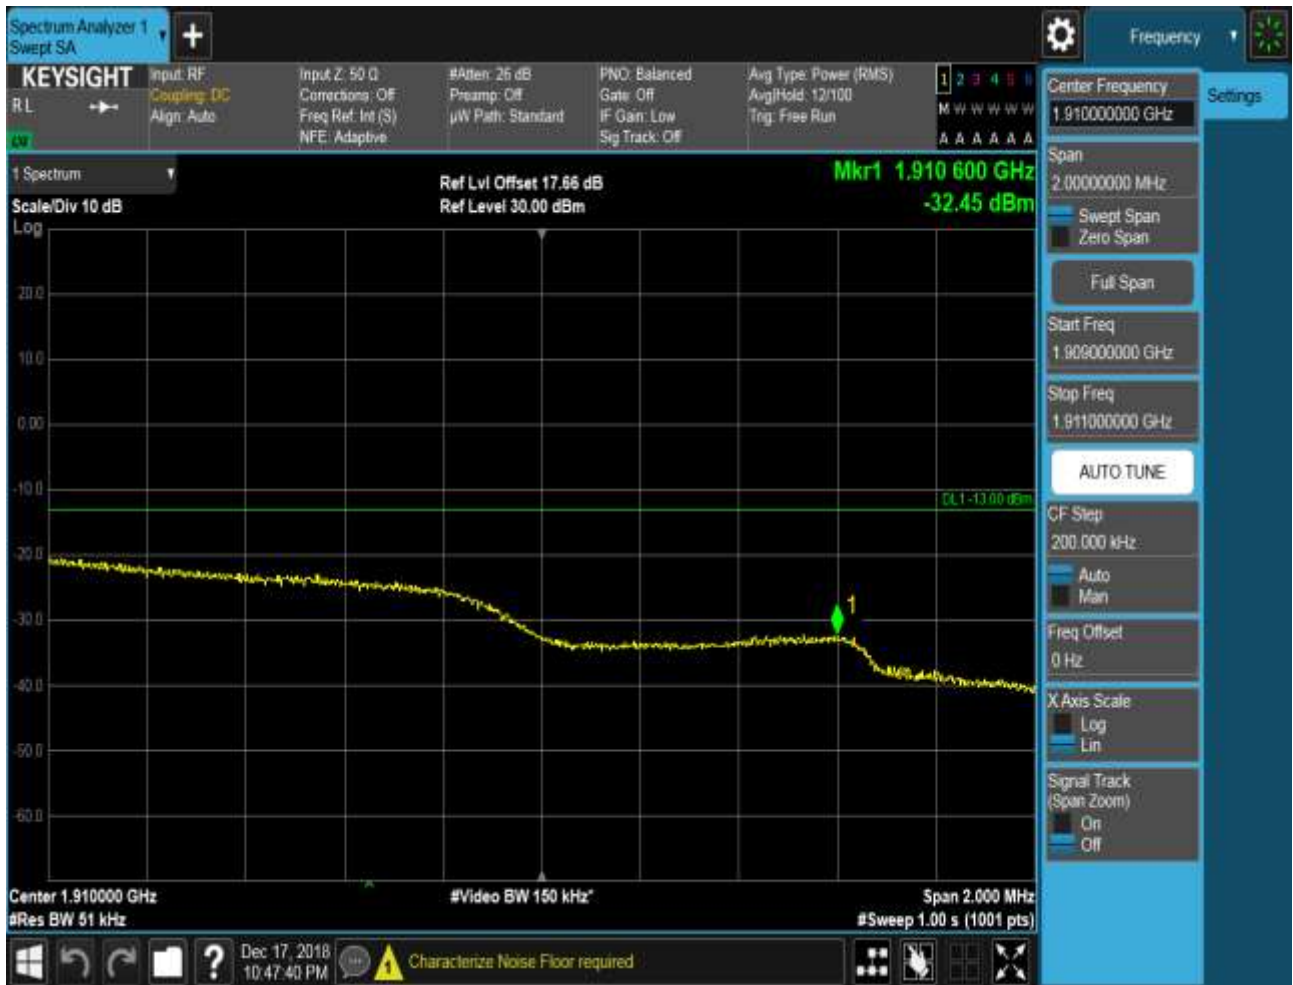 Spectrum Analyzer 1
Swept SA
Frequency
KEYSIGHT
R L
LW
Input: RF
Coupling: DC
Align: Auto
Input Z: 50 Ω
Corrections: Off
Freq Ref: Int (S)
NFE: Adaptive
#Atten: 26 dB
Preamp: Off
µW Path: Standard
PNO: Balanced
Gate: Off
IF Gain: Low
Sig Track: Off
Avg Type: Power (RMS)
Avg|Hold: 12/100
Trig: Free Run
1 2 3 4 5 6
M W W W W W
A A A A A A
1 Spectrum
Scale/Div 10 dB
Log
Ref Lvl Offset 17.66 dB
Ref Level 30.00 dBm
Mkr1 1.910 600 GHz
-32.45 dBm
20.0
10.0
0.00
-10.0
-20.0
-30.0
-40.0
-50.0
-60.0
DL1 -13.00 dBm
1
Center 1.910000 GHz
#Res BW 51 kHz
#Video BW 150 kHz*
Span 2.000 MHz
#Sweep 1.00 s (1001 pts)
Center Frequency
1.910000000 GHz
Settings
Span
2.00000000 MHz
Swept Span
Zero Span
Full Span
Start Freq
1.909000000 GHz
Stop Freq
1.911000000 GHz
AUTO TUNE
CF Step
200.000 kHz
Auto
Man
Freq Offset
0 Hz
X Axis Scale
Log
Lin
Signal Track
(Span Zoom)
On
Off
?
Dec 17, 2018
10:47:40 PM
1
Characterize Noise Floor required